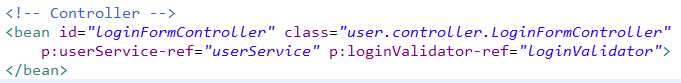 <!-- Controller -->
<bean id="loginFormController" class="user.controller.LoginFormController"
p:userService-ref="userService" p:loginValidator-ref="loginValidator">
</bean>